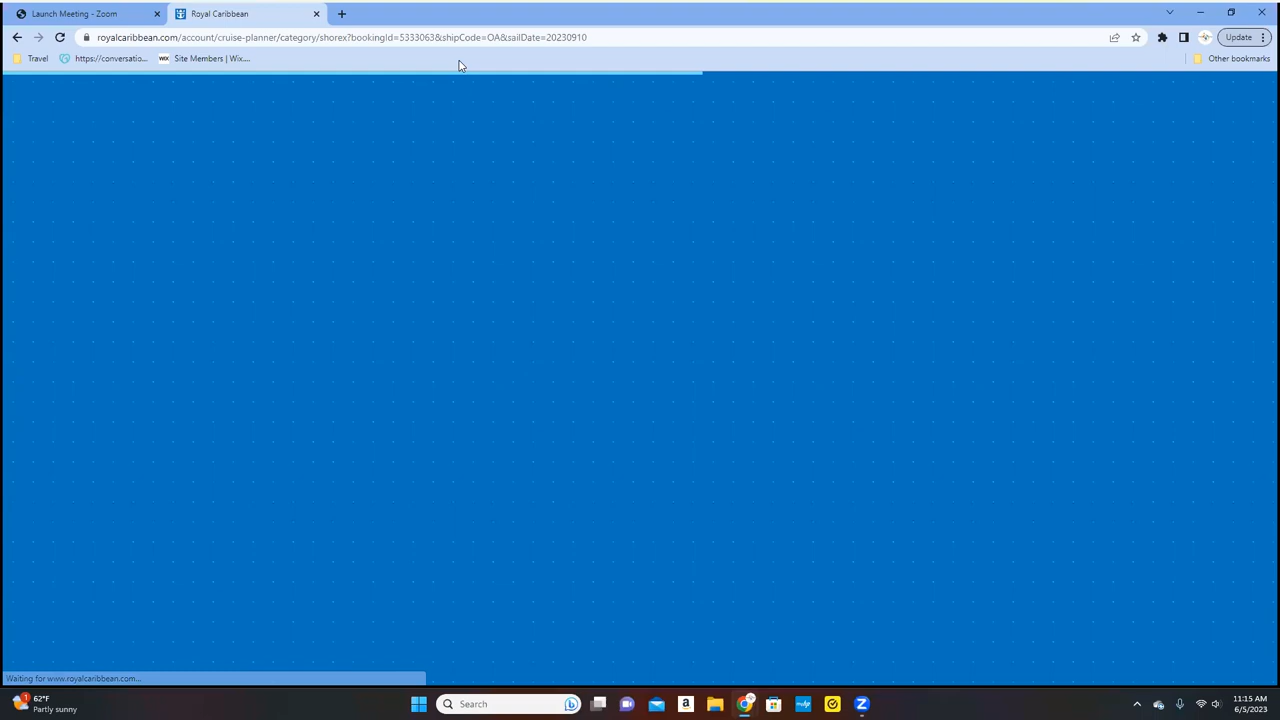 Launch Meeting - Zoom
Royal Caribbean
royalcaribbean.com/account/cruise-planner/category/shorex?bookingId=5333063&shipCode=OA&sailDate=20230910
Update
Travel
https://conversatio...
WIX
Site Members | Wix....
Other bookmarks
Waiting for www.royalcaribbean.com...
1
62°F
Partly sunny
Search
11:15 AM
6/5/2023